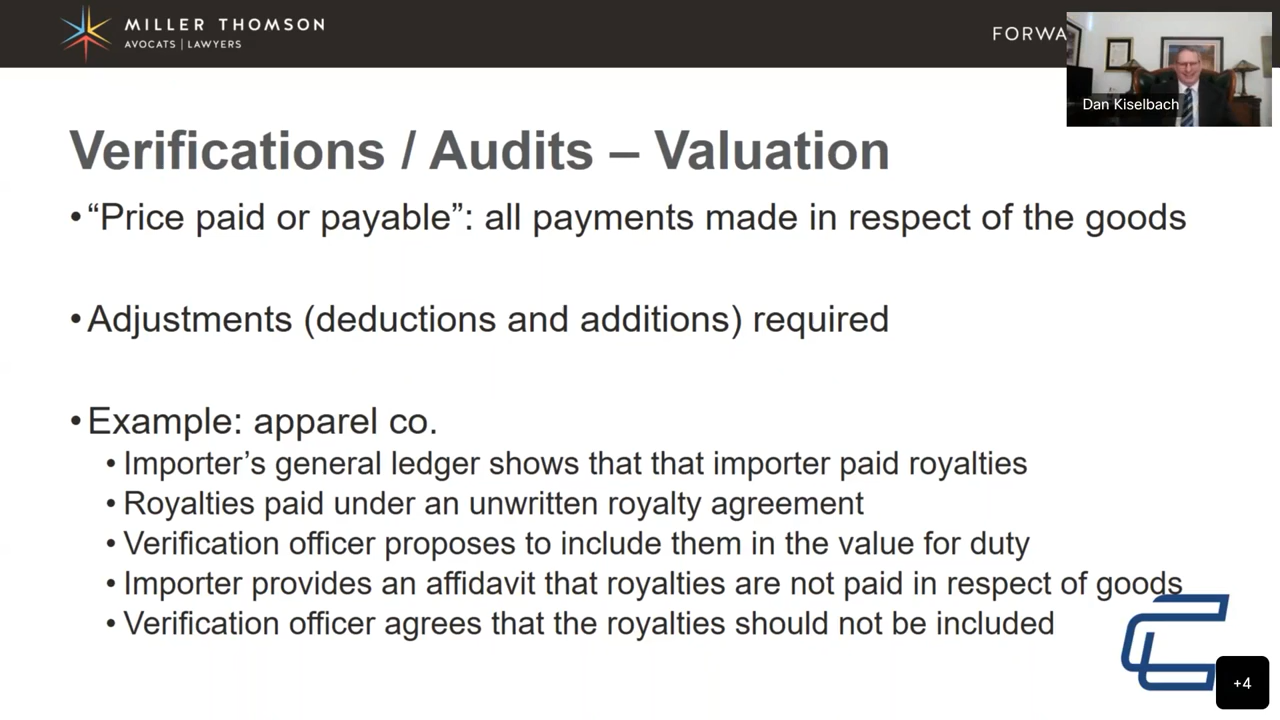 MILLER THOMSON
AVOCATS | LAWYERS
FORWA
Dan Kiselbach
Verifications / Audits – Valuation
•“Price paid or payable”: all payments made in respect of the goods
•Adjustments (deductions and additions) required
•Example: apparel co.
•Importer’s general ledger shows that that importer paid royalties
•Royalties paid under an unwritten royalty agreement
•Verification officer proposes to include them in the value for duty
•Importer provides an affidavit that royalties are not paid in respect of goods
•Verification officer agrees that the royalties should not be included
+4